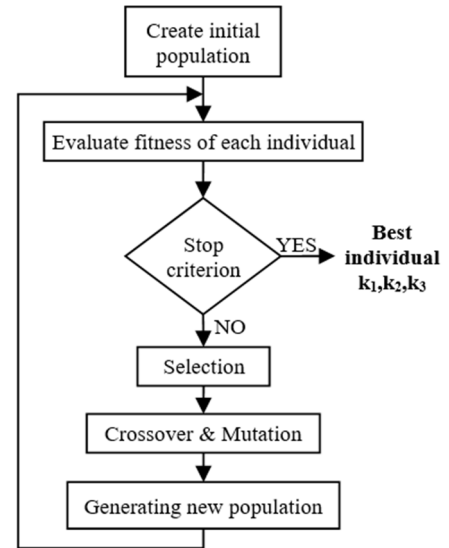 Create initial
population
Evaluate fitness of each individual
Stop
criterion
YES
Best
individual
k₁,k₂,k₃
NO
Selection
Crossover & Mutation
Generating new population